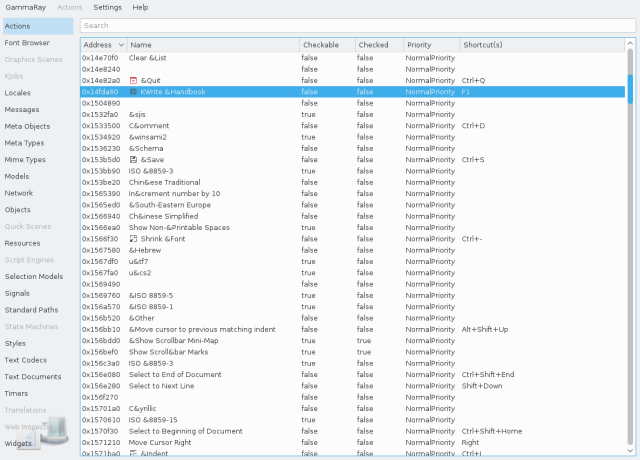 GammaRay Actions Settings Help
Actions
Font Browser
Graphics Scenes
KJobs
Locales
Messages
Meta Objects
Meta Types
Mime Types
Models
Network
Objects
Quick Scenes
Resources
Script Engines
Selection Models
Signals
Standard Paths
State Machines
Styles
Text Codecs
Text Documents
Timers
Translations
Web Inspector
Widgets
Search
Address Name Checkable Checked Priority Shortcut(s)
0x14e70f0 Clear &List false false NormalPriority
0x14e8240 false false NormalPriority
0x14e82a0 &Quit false false NormalPriority Ctrl+Q
0x14fda60 KWrite &Handbook false false NormalPriority F1
0x1504890 false false NormalPriority
0x1532fa0 &sjis true false NormalPriority
0x1533500 C&omment false false NormalPriority Ctrl+D
0x1534920 &winsami2 true false NormalPriority
0x1536230 &Schema false false NormalPriority
0x153b5d0 &Save false false NormalPriority Ctrl+S
0x153bb90 ISO &8859-3 true false NormalPriority
0x153be20 Chin&ese Traditional false false NormalPriority
0x1565390 In&crement number by 10 false false NormalPriority
0x1565ed0 &South-Eastern Europe false false NormalPriority
0x1566940 Ch&inese Simplified false false NormalPriority
0x1566ea0 Show Non-&Printable Spaces true false NormalPriority
0x1566f30 Shrink &Font false false NormalPriority Ctrl+-
0x1567580 &Hebrew false false NormalPriority
0x1567df0 u&tf7 true false NormalPriority
0x1567fa0 u&cs2 true false NormalPriority
0x1569490 false false NormalPriority
0x1569760 &ISO 8859-5 true false NormalPriority
0x156a570 &ISO 8859-1 true false NormalPriority
0x156b520 &Other false false NormalPriority
0x156bb10 &Move cursor to previous matching indent false false NormalPriority Alt+Shift+Up
0x156bdd0 &Show Scrollbar Mini-Map true true NormalPriority
0x156bef0 Show Scroll&bar Marks true true NormalPriority
0x156c3a0 ISO &8859-3 true false NormalPriority
0x156e080 Select to End of Document false false NormalPriority Ctrl+Shift+End
0x156e280 Select to Next Line false false NormalPriority Shift+Down
0x156f270 false false NormalPriority
0x15701a0 C&yrillic false false NormalPriority
0x1570610 ISO &8859-15 true false NormalPriority
0x1570f30 Select to Beginning of Document false false NormalPriority Ctrl+Shift+Home
0x1571210 Move Cursor Right false false NormalPriority Right
0x1571ba0 &Indent false false NormalPriority Ctrl+I